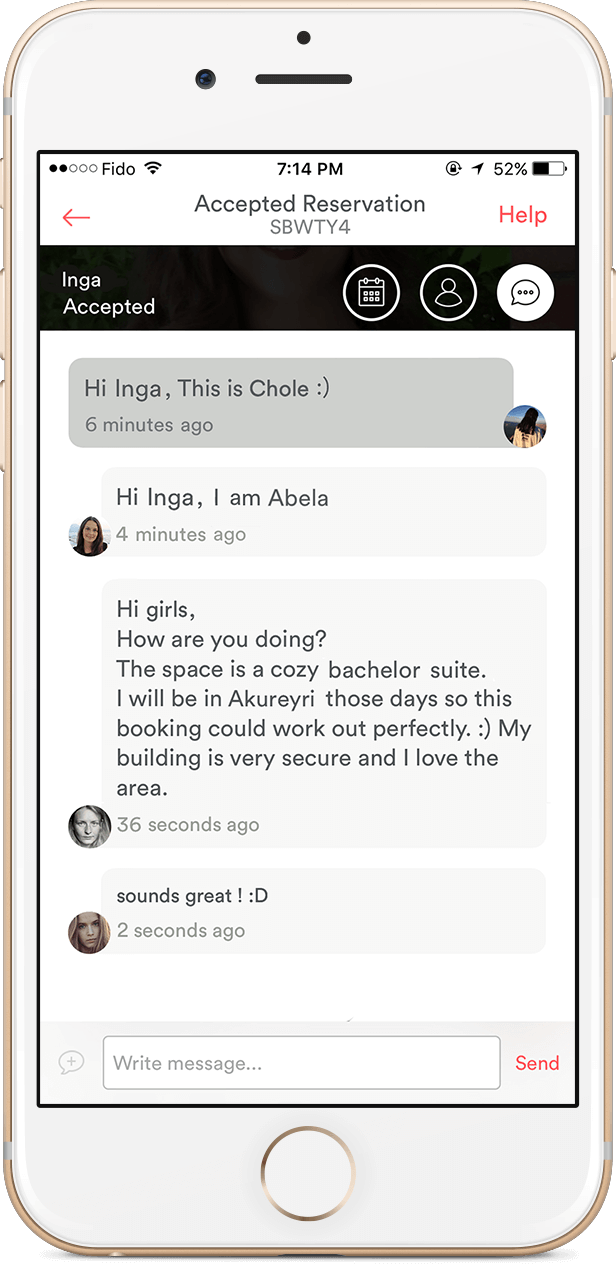 Fido 7:14 PM 52%
Accepted Reservation
SBWTY4
Help
Inga
Accepted
Hi Inga, This is Chole :)
6 minutes ago
Hi Inga, I am Abela
4 minutes ago
Hi girls,
How are you doing?
The space is a cozy bachelor suite.
I will be in Akureyri those days so this
booking could work out perfectly. :) My
building is very secure and I love the
area.
36 seconds ago
sounds great ! :D
2 seconds ago
Write message...
Send